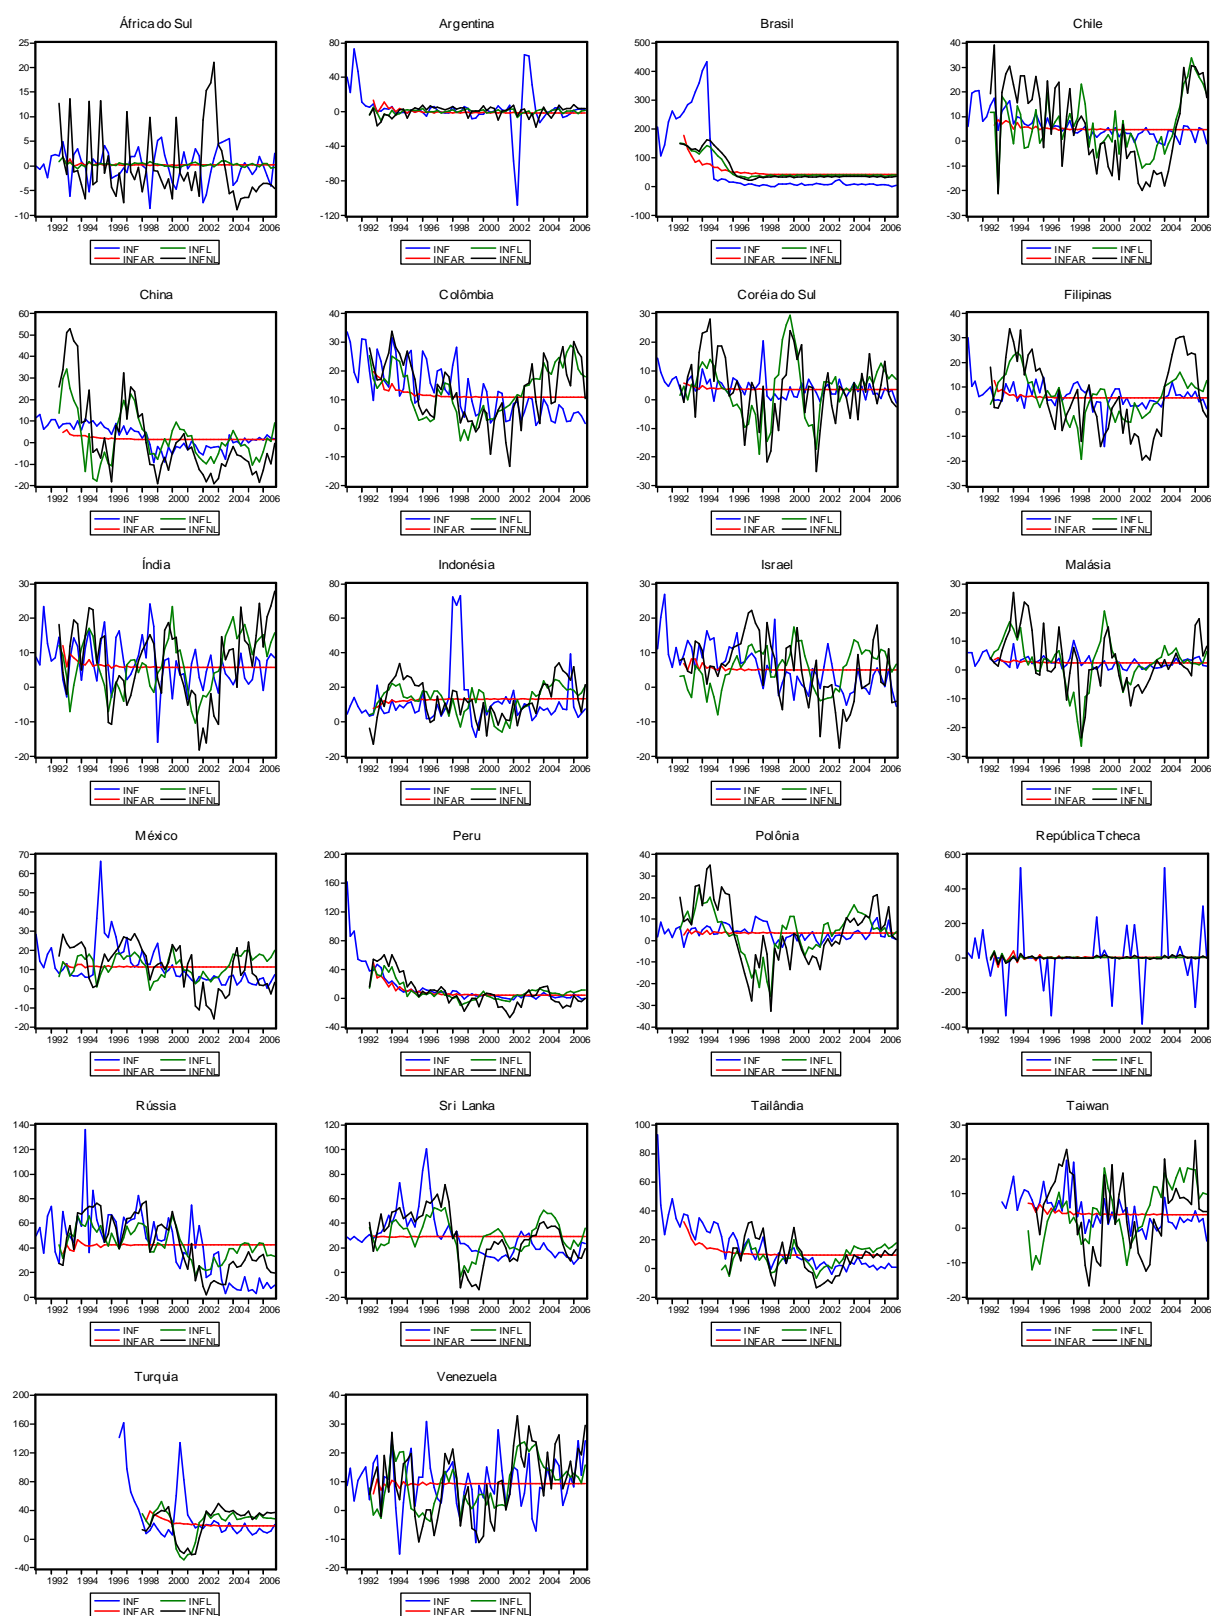 África do Sul
25
20
15
10
5
0
-5
-10
1992 1994 1996 1998 2000 2002 2004 2006
INF INFL
INFAR INFNL
Argentina
80
40
0
-40
-80
-120
1992 1994 1996 1998 2000 2002 2004 2006
INF INFL
INFAR INFNL
Brasil
500
400
300
200
100
0
-100
1992 1994 1996 1998 2000 2002 2004 2006
INF INFL
INFAR INFNL
Chile
40
30
20
10
0
-10
-20
-30
1992 1994 1996 1998 2000 2002 2004 2006
INF INFL
INFAR INFNL
China
60
50
40
30
20
10
0
-10
-20
1992 1994 1996 1998 2000 2002 2004 2006
INF INFL
INFAR INFNL
Colômbia
40
30
20
10
0
-10
-20
1992 1994 1996 1998 2000 2002 2004 2006
INF INFL
INFAR INFNL
Coréia do Sul
30
20
10
0
-10
-20
-30
1992 1994 1996 1998 2000 2002 2004 2006
INF INFL
INFAR INFNL
Filipinas
40
30
20
10
0
-10
-20
-30
1992 1994 1996 1998 2000 2002 2004 2006
INF INFL
INFAR INFNL
Índia
30
20
10
0
-10
-20
1992 1994 1996 1998 2000 2002 2004 2006
INF INFL
INFAR INFNL
Indonésia
80
60
40
20
0
-20
1992 1994 1996 1998 2000 2002 2004 2006
INF INFL
INFAR INFNL
Israel
30
20
10
0
-10
-20
1992 1994 1996 1998 2000 2002 2004 2006
INF INFL
INFAR INFNL
Malásia
30
20
10
0
-10
-20
-30
1992 1994 1996 1998 2000 2002 2004 2006
INF INFL
INFAR INFNL
México
70
60
50
40
30
20
10
0
-10
-20
1992 1994 1996 1998 2000 2002 2004 2006
INF INFL
INFAR INFNL
Peru
200
160
120
80
40
0
-40
1992 1994 1996 1998 2000 2002 2004 2006
INF INFL
INFAR INFNL
Polônia
40
30
20
10
0
-10
-20
-30
-40
1992 1994 1996 1998 2000 2002 2004 2006
INF INFL
INFAR INFNL
República Tcheca
600
400
200
0
-200
-400
1992 1994 1996 1998 2000 2002 2004 2006
INF INFL
INFAR INFNL
Rússia
140
120
100
80
60
40
20
0
1992 1994 1996 1998 2000 2002 2004 2006
INF INFL
INFAR INFNL
Sri Lanka
120
100
80
60
40
20
0
-20
1992 1994 1996 1998 2000 2002 2004 2006
INF INFL
INFAR INFNL
Tailândia
100
80
60
40
20
0
-20
1992 1994 1996 1998 2000 2002 2004 2006
INF INFL
INFAR INFNL
Taiwan
30
20
10
0
-10
-20
1992 1994 1996 1998 2000 2002 2004 2006
INF INFL
INFAR INFNL
Turquia
200
160
120
80
40
0
-40
1992 1994 1996 1998 2000 2002 2004 2006
INF INFL
INFAR INFNL
Venezuela
40
30
20
10
0
-10
-20
1992 1994 1996 1998 2000 2002 2004 2006
INF INFL
INFAR INFNL